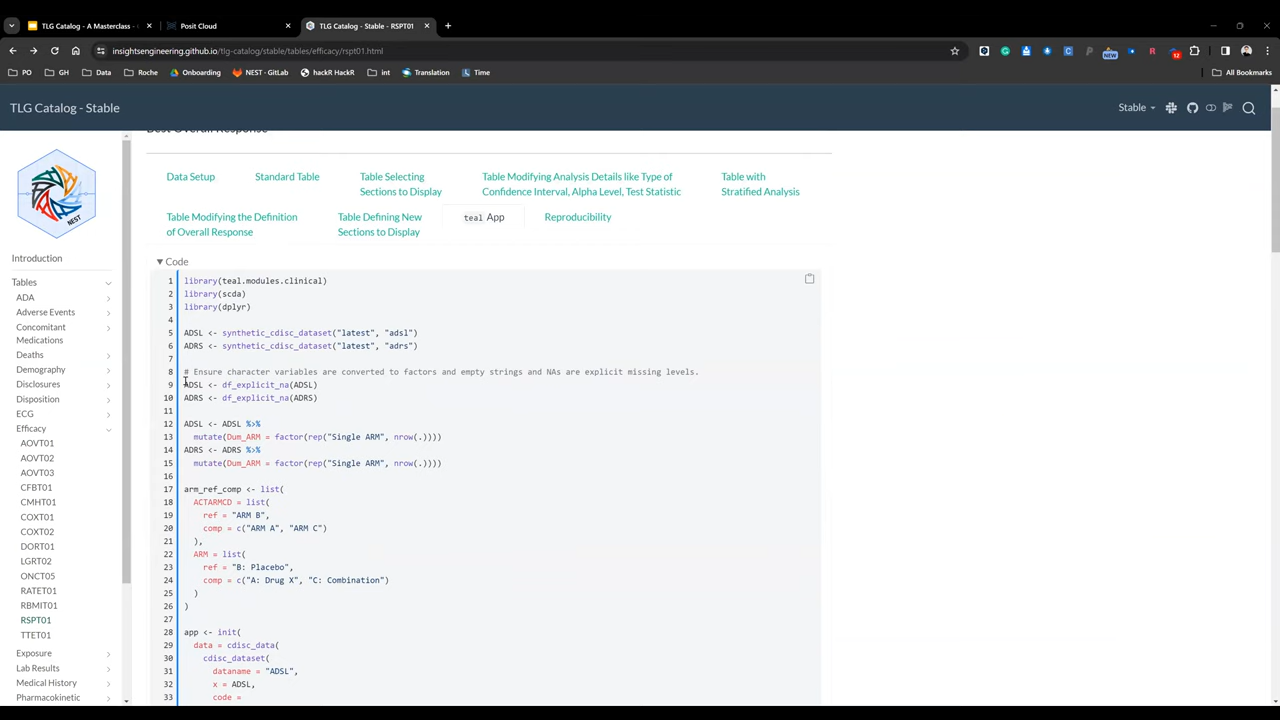 TLG Catalog - A Masterclass -
Posit Cloud
TLG Catalog - Stable - RSPT01
insightsengineering.github.io/tlg-catalog/stable/tables/efficacy/rspt01.html
PO
GH
Data
Roche
Onboarding
NEST - GitLab
hackR HackR
int
Translation
Time
All Bookmarks
TLG Catalog - Stable
Stable
NEST
Introduction
Tables
ADA
Adverse Events
Concomitant
Medications
Deaths
Demography
Disclosures
Disposition
ECG
Efficacy
AOVT01
AOVT02
AOVT03
CFBT01
CMHT01
COXT01
COXT02
DORT01
LGRT02
ONCT05
RATET01
RBMIT01
RSPT01
TTET01
Exposure
Lab Results
Medical History
Pharmacokinetic
Best Overall Response
Data Setup
Standard Table
Table Selecting
Sections to Display
Table Modifying Analysis Details like Type of
Confidence Interval, Alpha Level, Test Statistic
Table with
Stratified Analysis
Table Modifying the Definition
of Overall Response
Table Defining New
Sections to Display
teal App
Reproducibility
▼ Code
1 library(teal.modules.clinical)
2 library(scda)
3 library(dplyr)
4
5 ADSL <- synthetic_cdisc_dataset("latest", "adsl")
6 ADRS <- synthetic_cdisc_dataset("latest", "adrs")
7
8 # Ensure character variables are converted to factors and empty strings and NAs are explicit missing levels.
9 ADSL <- df_explicit_na(ADSL)
10 ADRS <- df_explicit_na(ADRS)
11
12 ADSL <- ADSL %>%
13 mutate(Dum_ARM = factor(rep("Single ARM", nrow(.))))
14 ADRS <- ADRS %>%
15 mutate(Dum_ARM = factor(rep("Single ARM", nrow(.))))
16
17 arm_ref_comp <- list(
18 ACTARMCD = list(
19 ref = "ARM B",
20 comp = c("ARM A", "ARM C")
21 ),
22 ARM = list(
23 ref = "B: Placebo",
24 comp = c("A: Drug X", "C: Combination")
25 )
26 )
27
28 app <- init(
29 data = cdisc_data(
30 cdisc_dataset(
31 dataname = "ADSL",
32 x = ADSL,
33 code =